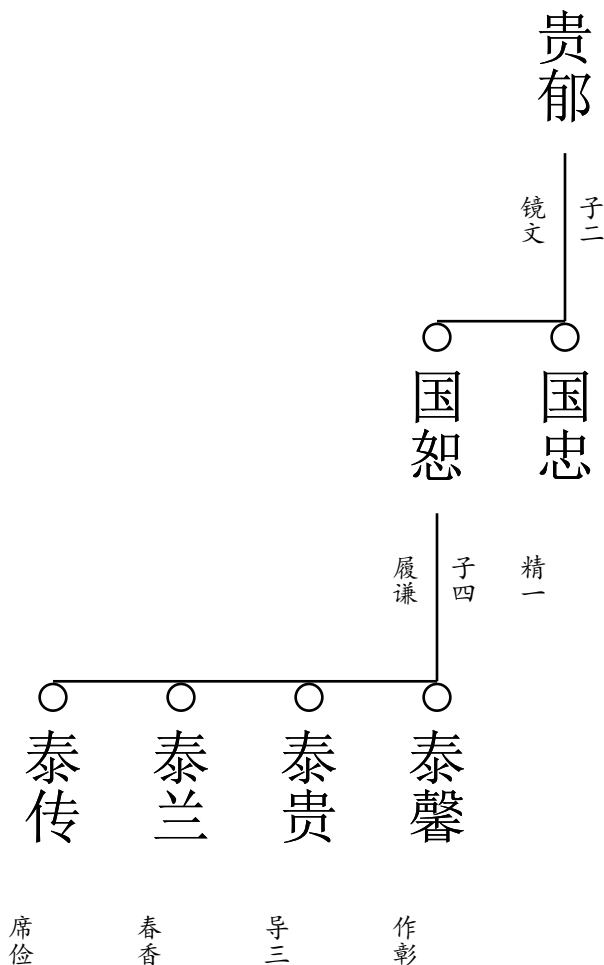 贵郁
子二
镜文
国忠
国恕
精一
子四
履谦
泰馨
泰贵
泰兰
泰传
作彰
导三
春香
席俭